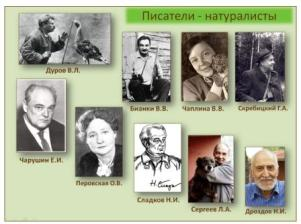 Писатели - натуралисты
Дуров В.Л.
Бианки В.В.
Чаплина В.В.
Скребицкий Г.А.
Чарушин Е.И.
Перовская О.В.
Сладков Н.И.
Сергеев Л.А.
Дроздов Н.И.